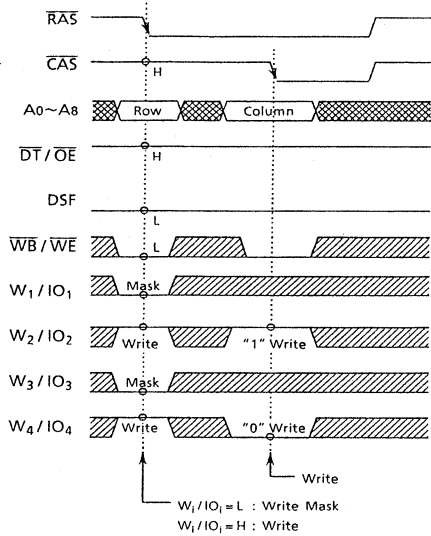 RAS
CAS
H
A0~A8 Row Column
DT / OE
H
DSF
L
WB / WE L
W1 / IO1 Mask
W2 / IO2 Write "1" Write
W3 / IO3 Mask
W4 / IO4 Write "0" Write
Write
Wi / IOi = L : Write Mask
Wi / IOi = H : Write